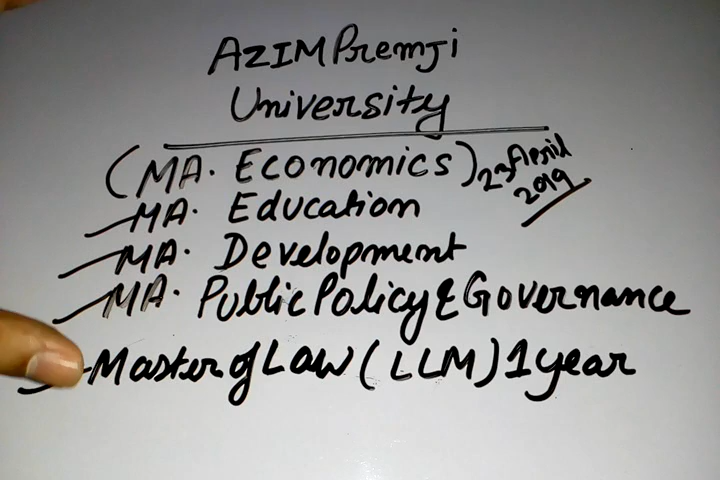 AZIM Premji
University
(MA. Economics) 2nd April
2019
MA. Education
MA. Development
MA. Public Policy & Governance
Master of Law (LLM) 1 year